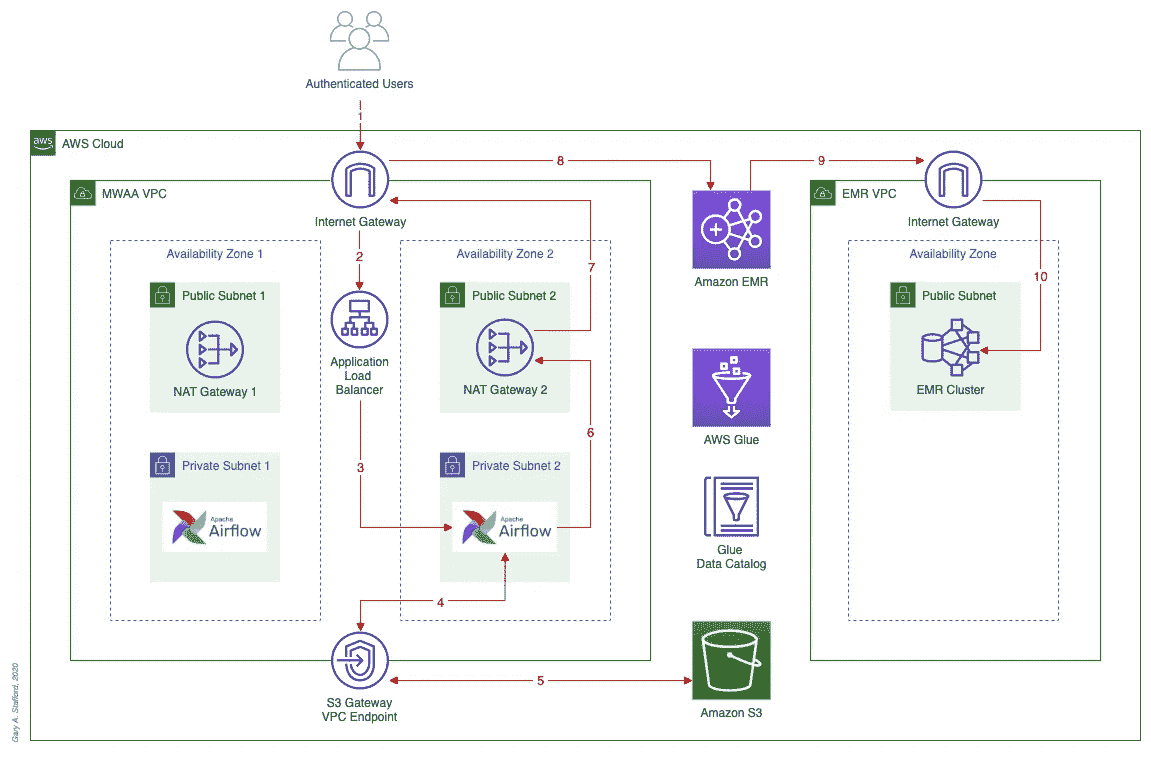 Authenticated Users
1
aws
AWS Cloud
8
9
MWAA VPC
EMR VPC
Internet Gateway
Internet Gateway
Amazon EMR
2
7
10
Availability Zone 1
Availability Zone 2
Availability Zone
Public Subnet 1
Public Subnet 2
Public Subnet
NAT Gateway 1
Application
Load
Balancer
NAT Gateway 2
EMR Cluster
AWS Glue
6
3
Private Subnet 1
Private Subnet 2
Apache
Airflow
Apache
Airflow
Glue
Data Catalog
4
5
S3 Gateway
VPC Endpoint
Amazon S3
Gary A. Stafford, 2020